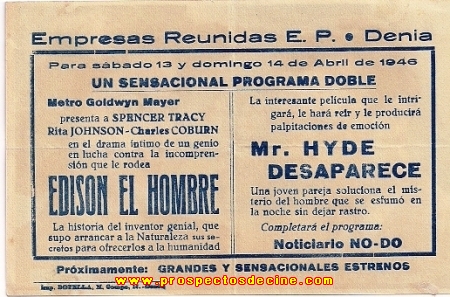 Empresas Reunidas E. P. • Denia
Para sábado 13 y domingo 14 de Abril de 1946
UN SENSACIONAL PROGRAMA DOBLE
Metro Goldwyn Mayer
presenta a SPENCER TRACY
Rita JOHNSON - Charles COBURN
en el drama íntimo de un genio
en lucha contra la incompren-
sión que le rodea
EDISON EL HOMBRE
La historia del inventor genial, que
supo arrancar a la Naturaleza sus se-
cretos para ofrecerlos a la humanidad
La interesante película que le intri-
gará, le hará reír y le producirá
palpitaciones de emoción
Mr. HYDE
DESAPARECE
Una joven pareja soluciona el mis-
terio del hombre que se esfumó en
la noche sin dejar rastro.
Completará el programa:
Noticiario NO-DO
Próximamente: GRANDES Y SENSACIONALES ESTRENOS
Imp. BOTELLA, M.
www.prospectosdecine.com